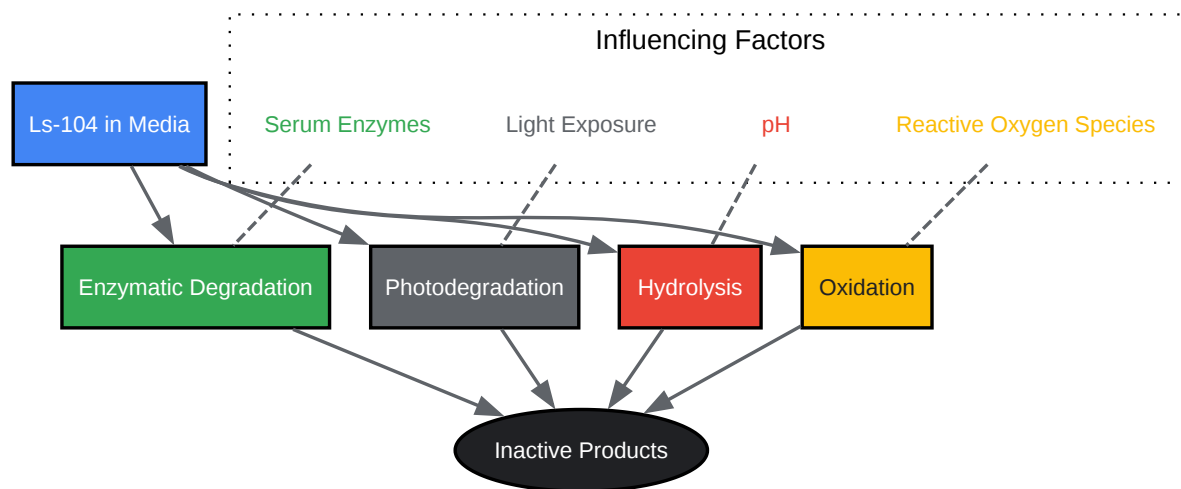 Influencing Factors
Ls-104 in Media
Serum Enzymes
Light Exposure
pH
Reactive Oxygen Species
Enzymatic Degradation
Photodegradation
Hydrolysis
Oxidation
Inactive Products